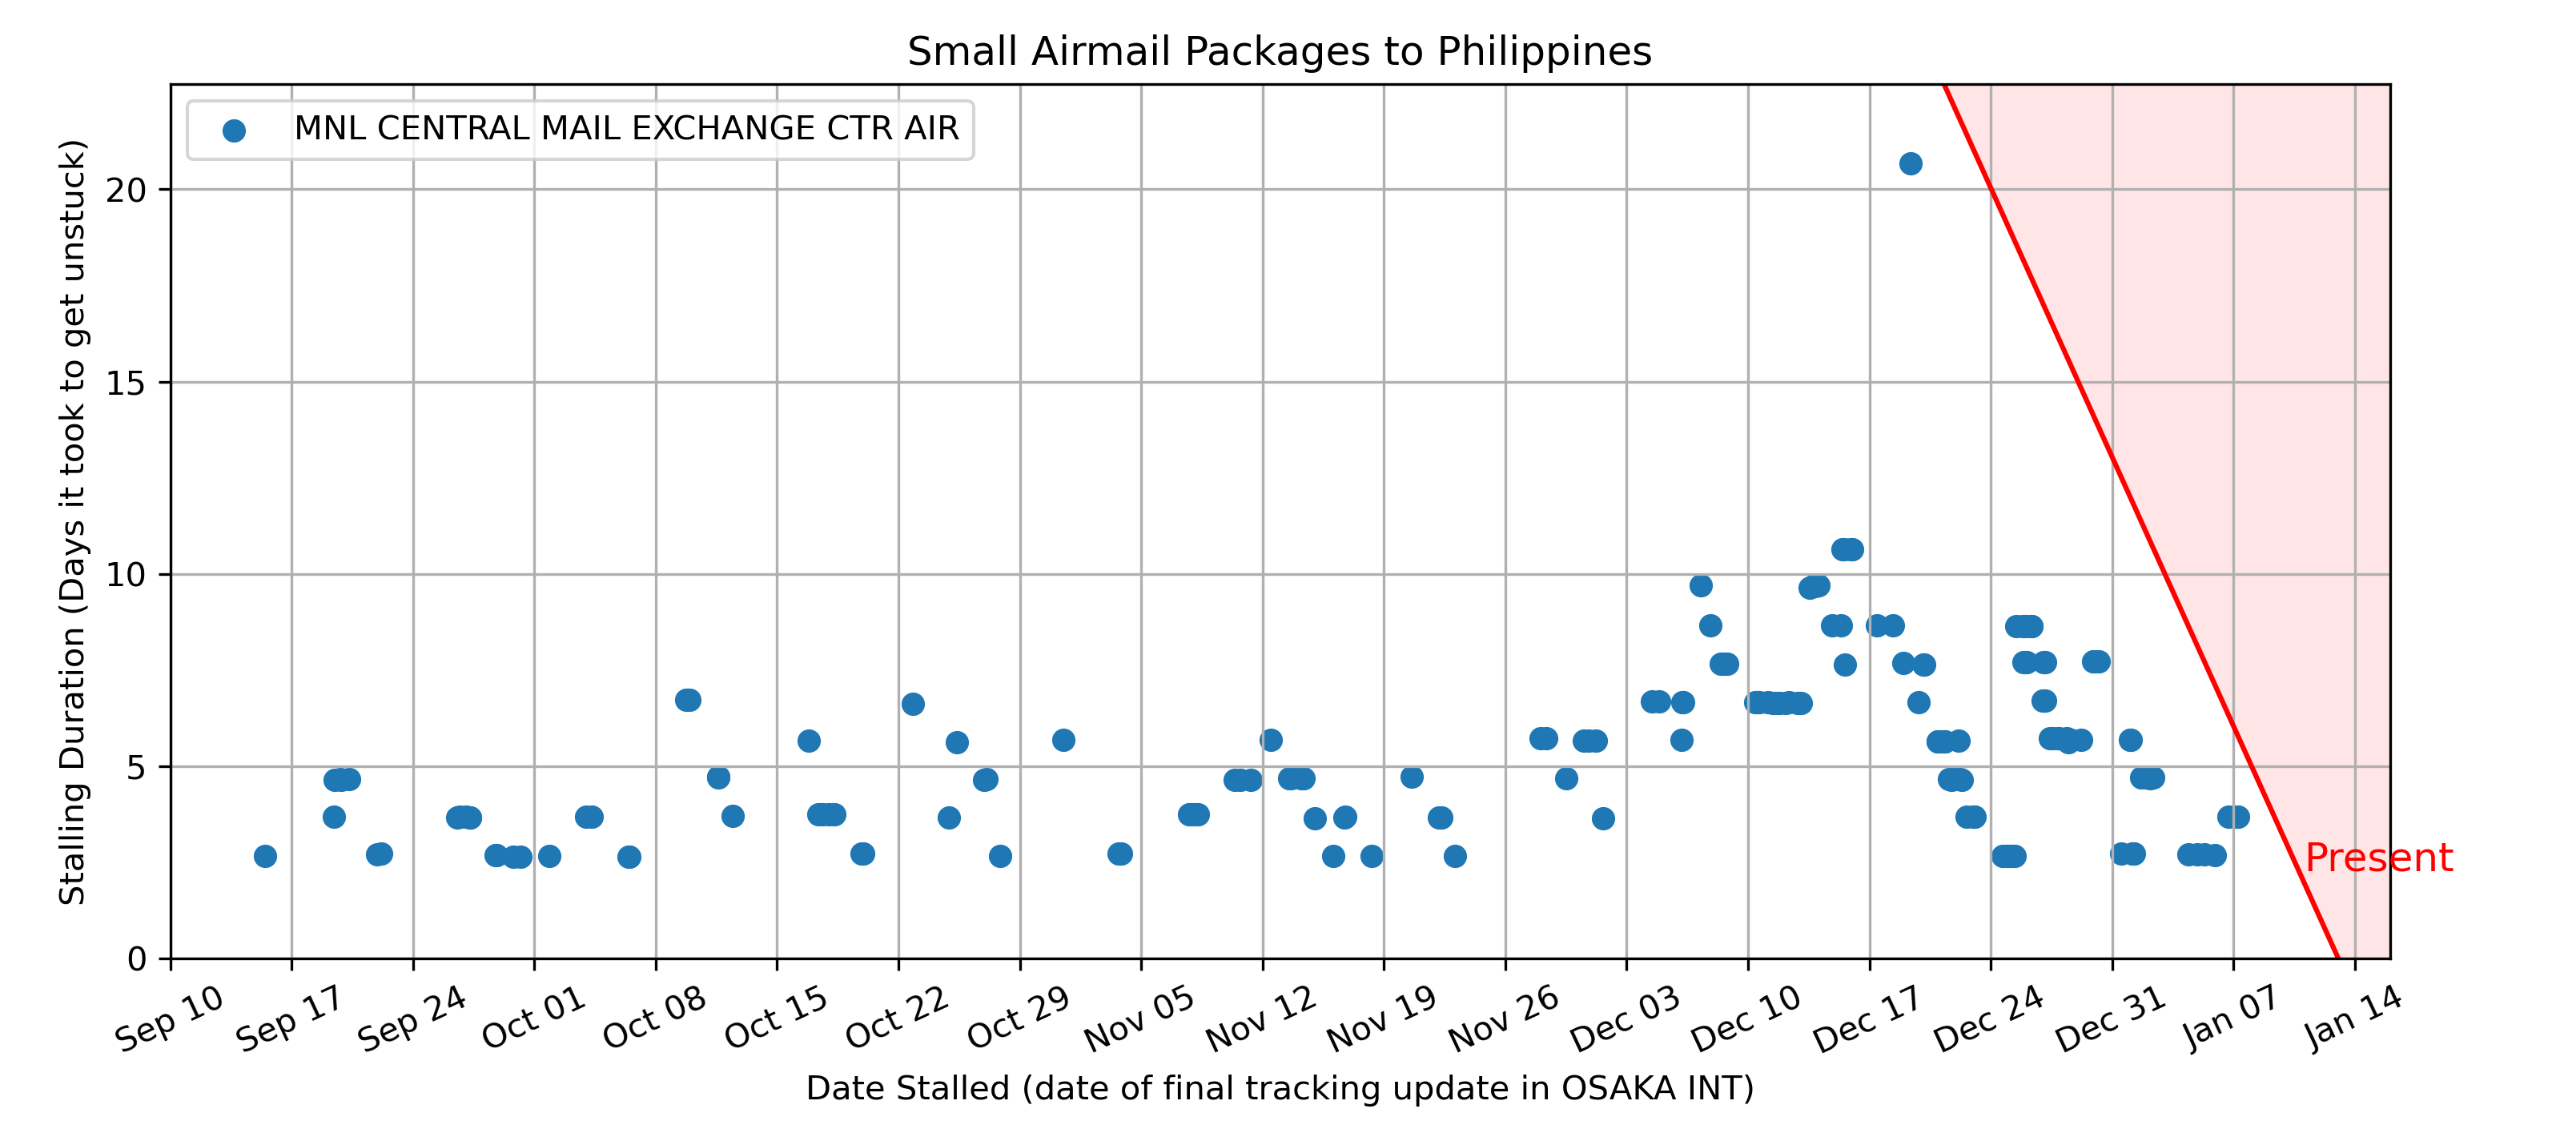 Small Airmail Packages to Philippines
MNL CENTRAL MAIL EXCHANGE CTR AIR
Stalling Duration (Days it took to get unstuck)
20
15
10
5
0
Present
Sep 10
Sep 17
Sep 24
Oct 01
Oct 08
Oct 15
Oct 22
Oct 29
Nov 05
Nov 12
Nov 19
Nov 26
Dec 03
Dec 10
Dec 17
Dec 24
Dec 31
Jan 07
Jan 14
Date Stalled (date of final tracking update in OSAKA INT)